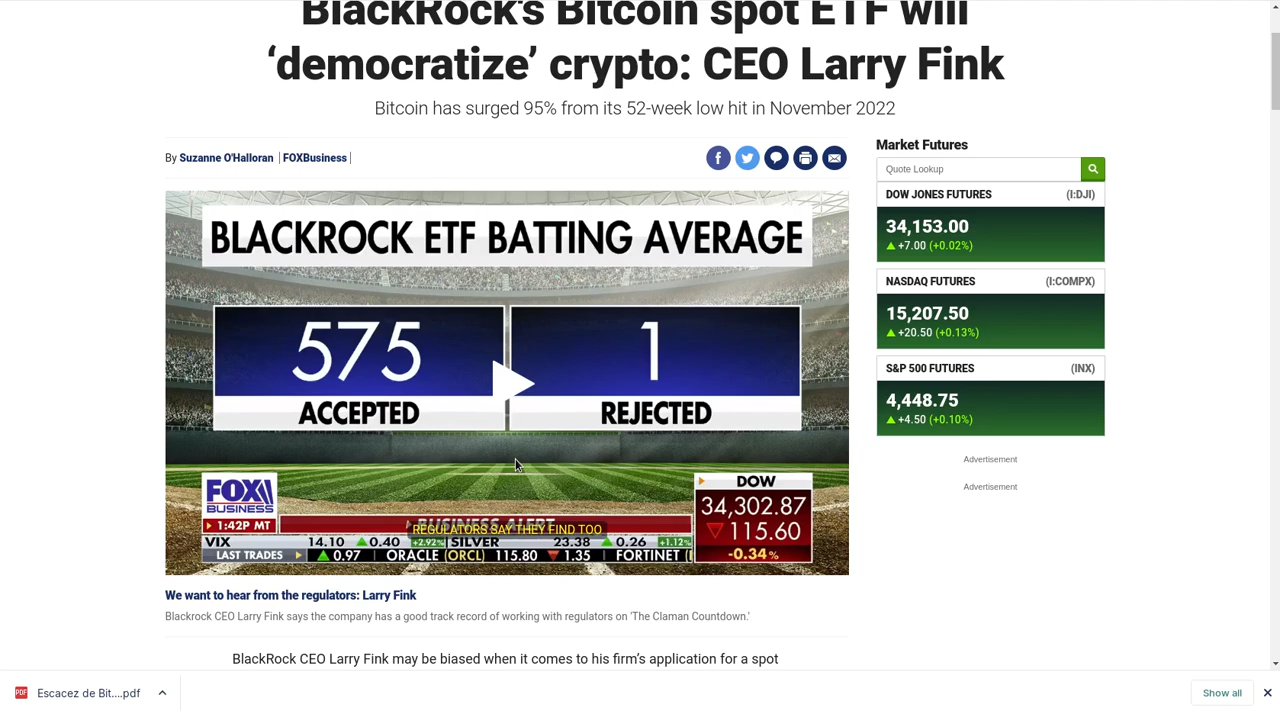 BlackRock's Bitcoin spot ETF will
‘democratize’ crypto: CEO Larry Fink
Bitcoin has surged 95% from its 52-week low hit in November 2022
By Suzanne O'Halloran | FOXBusiness |
BLACKROCK ETF BATTING AVERAGE
575
ACCEPTED
1
REJECTED
FOX
BUSINESS
1:42P MT
BUSINESS ALERT
REGULATORS SAY THEY FIND TOO
VIX 14.10 0.40 +2.92% SILVER 23.38 0.26 +1.12%
LAST TRADES 0.97 ORACLE (ORCL) 115.80 1.35 FORTINET (
DOW
34,302.87
115.60
-0.34%
We want to hear from the regulators: Larry Fink
Blackrock CEO Larry Fink says the company has a good track record of working with regulators on 'The Claman Countdown.'
BlackRock CEO Larry Fink may be biased when it comes to his firm's application for a spot
Market Futures
Quote Lookup
DOW JONES FUTURES (I:DJI)
34,153.00
+7.00 (+0.02%)
NASDAQ FUTURES (I:COMPX)
15,207.50
+20.50 (+0.13%)
S&P 500 FUTURES (INX)
4,448.75
+4.50 (+0.10%)
Advertisement
Advertisement
PDF Escacez de Bit....pdf
Show all